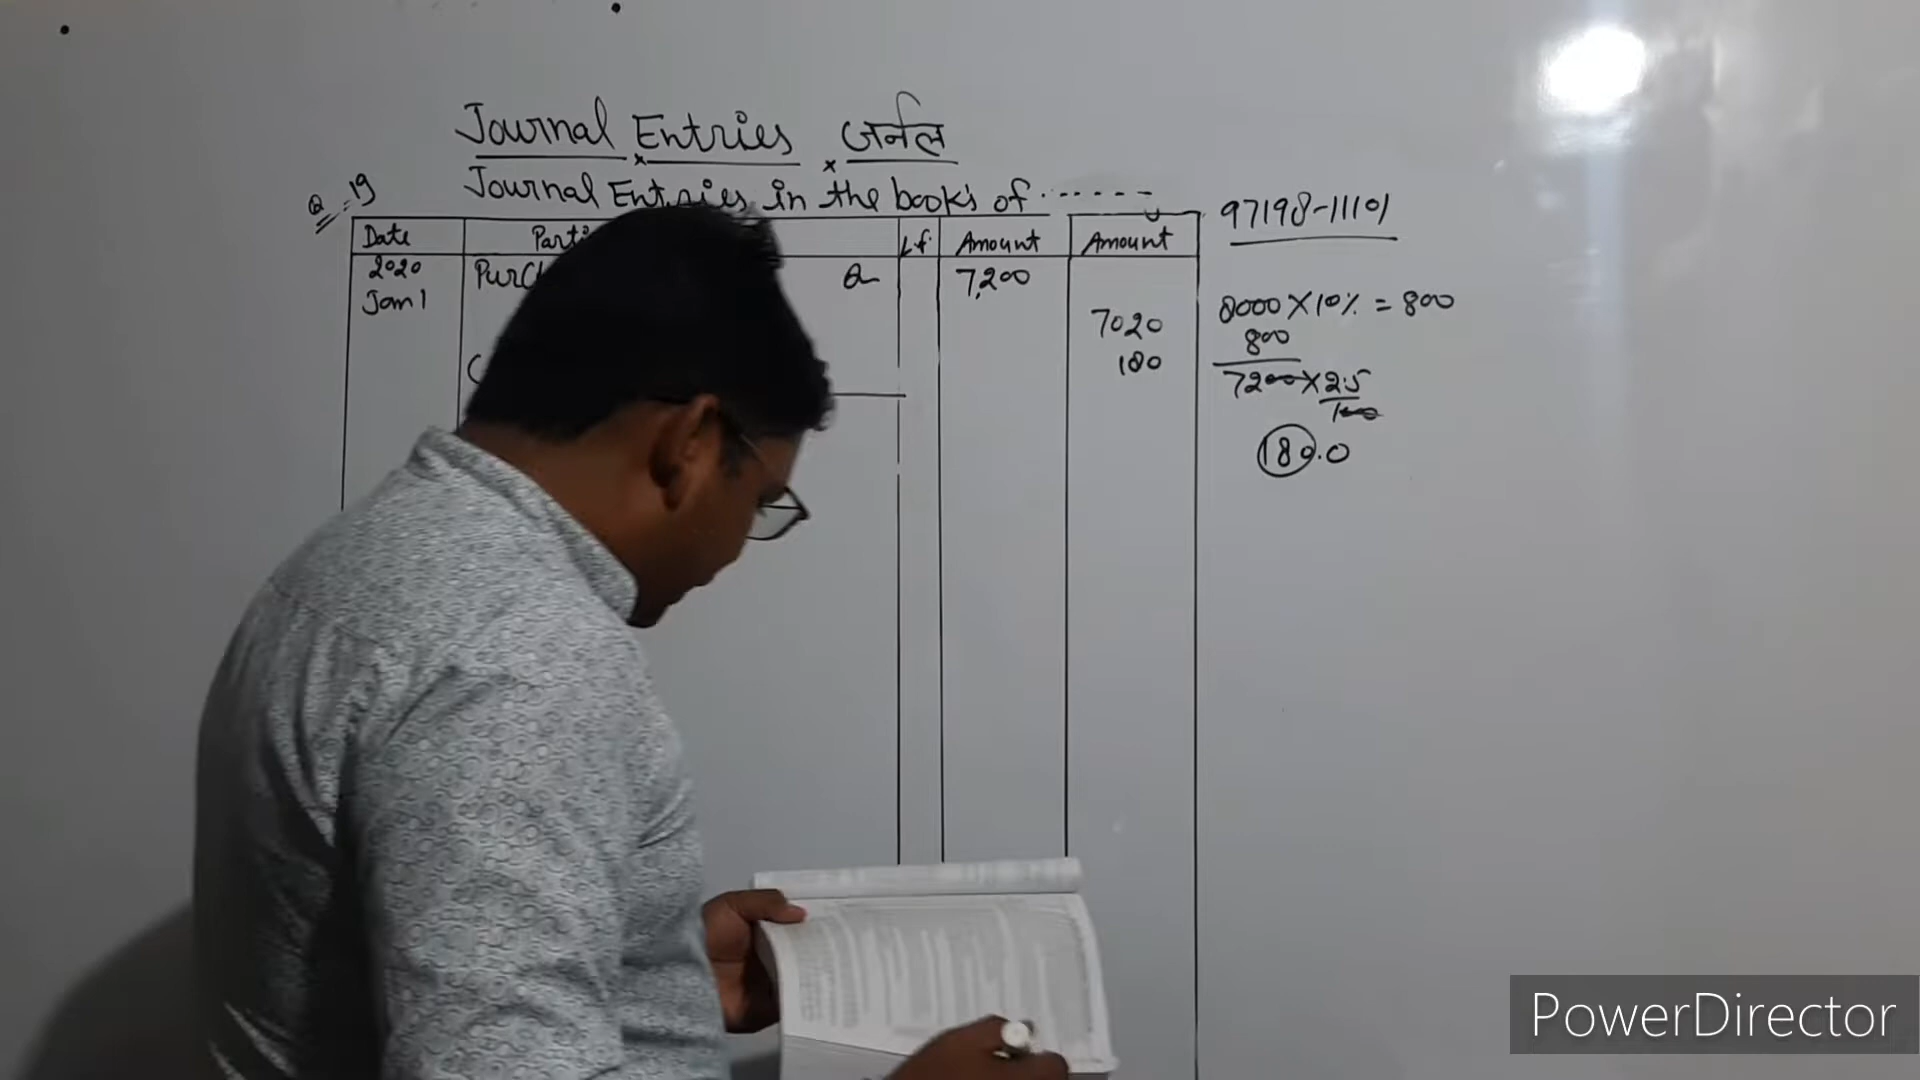 Journal Entries जर्नल
Q.19 Journal Entries in the book's of ------
97198-11101
Date L.f. Amount Amount
2020 7,200
Jan 1
7020
180
8000 X 10% = 800
800
7200 X 2.5
100
180.0
PowerDirector